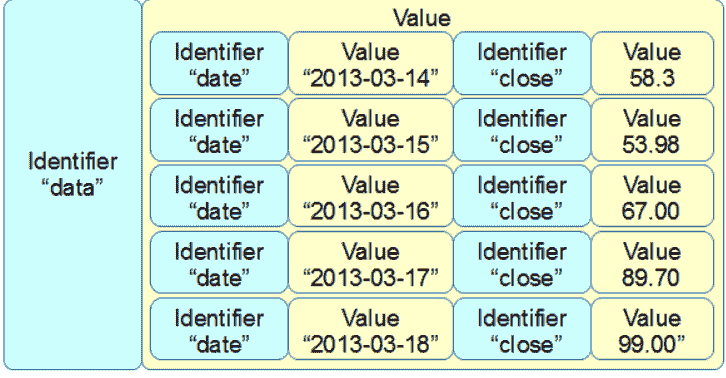 Value
Identifier Value Identifier Value
“date” “2013-03-14” “close” 58.3
Identifier Value Identifier Value
“date” “2013-03-15” “close” 53.98
Identifier
“data”
Identifier Value Identifier Value
“date” “2013-03-16” “close” 67.00
Identifier Value Identifier Value
“date” “2013-03-17” “close” 89.70
Identifier Value Identifier Value
“date” “2013-03-18” “close” 99.00”